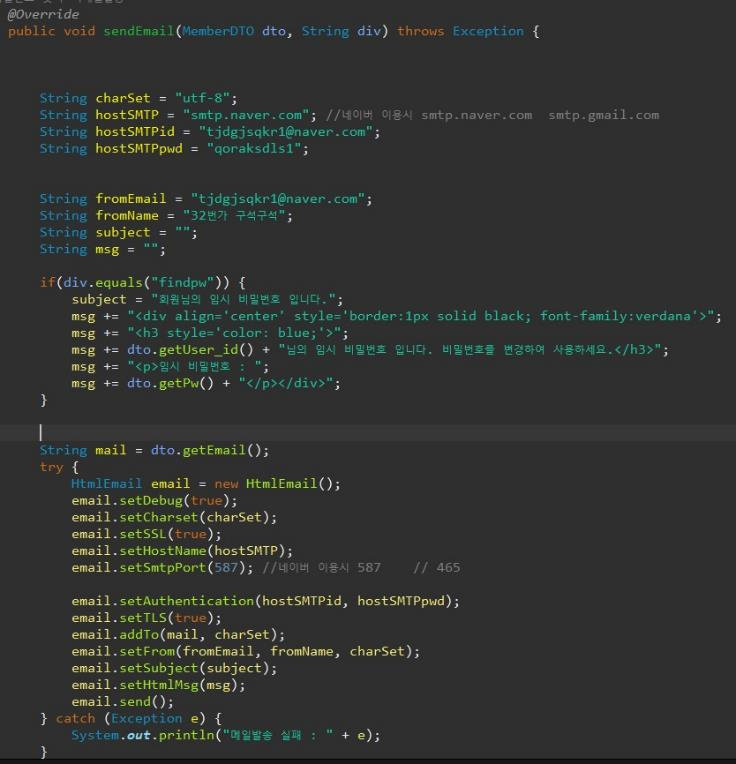 @Override
public void sendEmail(MemberDTO dto, String div) throws Exception {
String charSet = "utf-8";
String hostSMTP = "smtp.naver.com"; //네이버 이용시 smtp.naver.com smtp.gmail.com
String hostSMTPid = "tjdgjsqkr1@naver.com";
String hostSMTPpwd = "qoraksdls1";
String fromEmail = "tjdgjsqkr1@naver.com";
String fromName = "32번가 구석구석";
String subject = "";
String msg = "";
if(div.equals("findpw")) {
subject = "회원님의 임시 비밀번호 입니다.";
msg += "<div align='center' style='border:1px solid black; font-family:verdana'>";
msg += "<h3 style='color: blue;'>";
msg += dto.getUser_id() + "님의 임시 비밀번호 입니다. 비밀번호를 변경하여 사용하세요.</h3>";
msg += "<p>임시 비밀번호 : ";
msg += dto.getPw() + "</p></div>";
}
String mail = dto.getEmail();
try {
HtmlEmail email = new HtmlEmail();
email.setDebug(true);
email.setCharset(charSet);
email.setSSL(true);
email.setHostName(hostSMTP);
email.setSmtpPort(587); //네이버 이용시 587 // 465
email.setAuthentication(hostSMTPid, hostSMTPpwd);
email.setTLS(true);
email.addTo(mail, charSet);
email.setFrom(fromEmail, fromName, charSet);
email.setSubject(subject);
email.setHtmlMsg(msg);
email.send();
} catch (Exception e) {
System.out.println("메일발송 실패 : " + e);
}